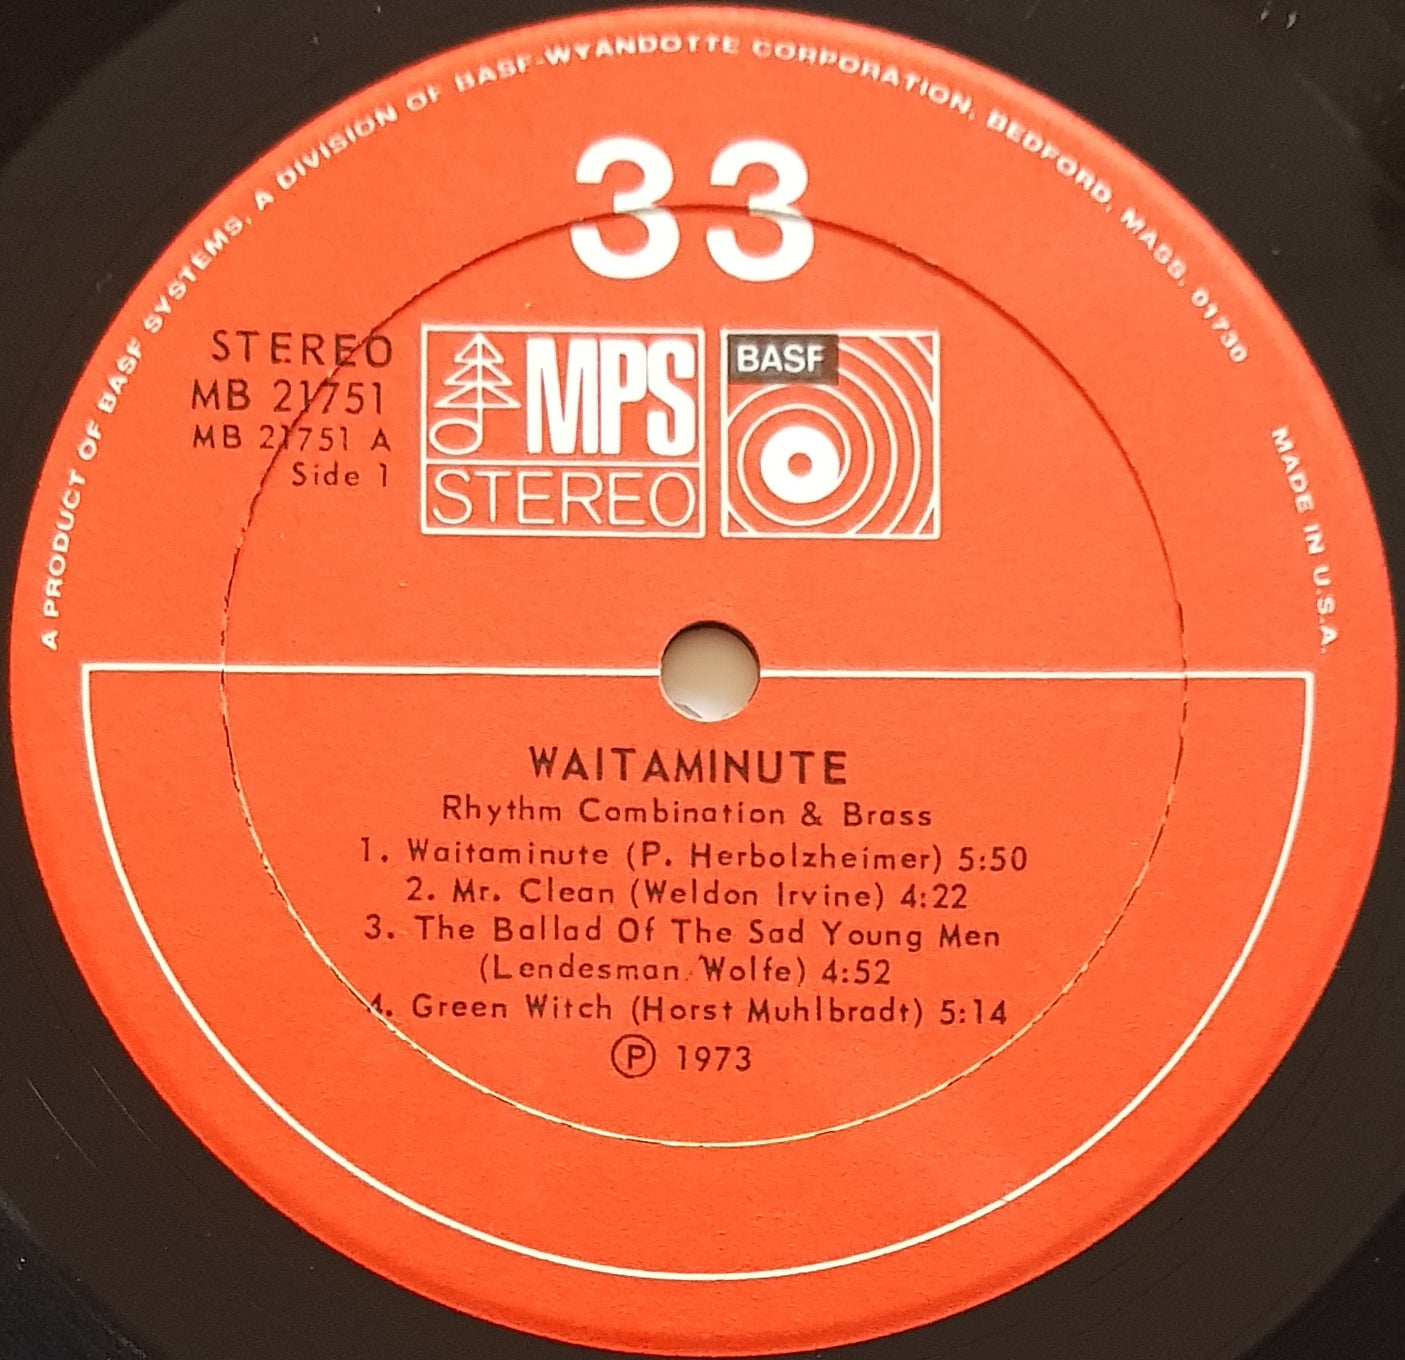 A PRODUCT OF BASF SYSTEMS, A DIVISION OF BASF-WYANDOTTE CORPORATION, BEDFORD, MASS. 01730 MADE IN U.S.A.
33
STEREO
MB 21751
MB 21751 A
Side 1
MPS
STEREO
BASF
WAITAMINUTE
Rhythm Combination & Brass
1. Waitaminute (P. Herbolzheimer) 5:50
2. Mr. Clean (Weldon Irvine) 4:22
3. The Ballad Of The Sad Young Men
(Lendesman Wolfe) 4:52
4. Green Witch (Horst Muhlbradt) 5:14
Ⓟ 1973